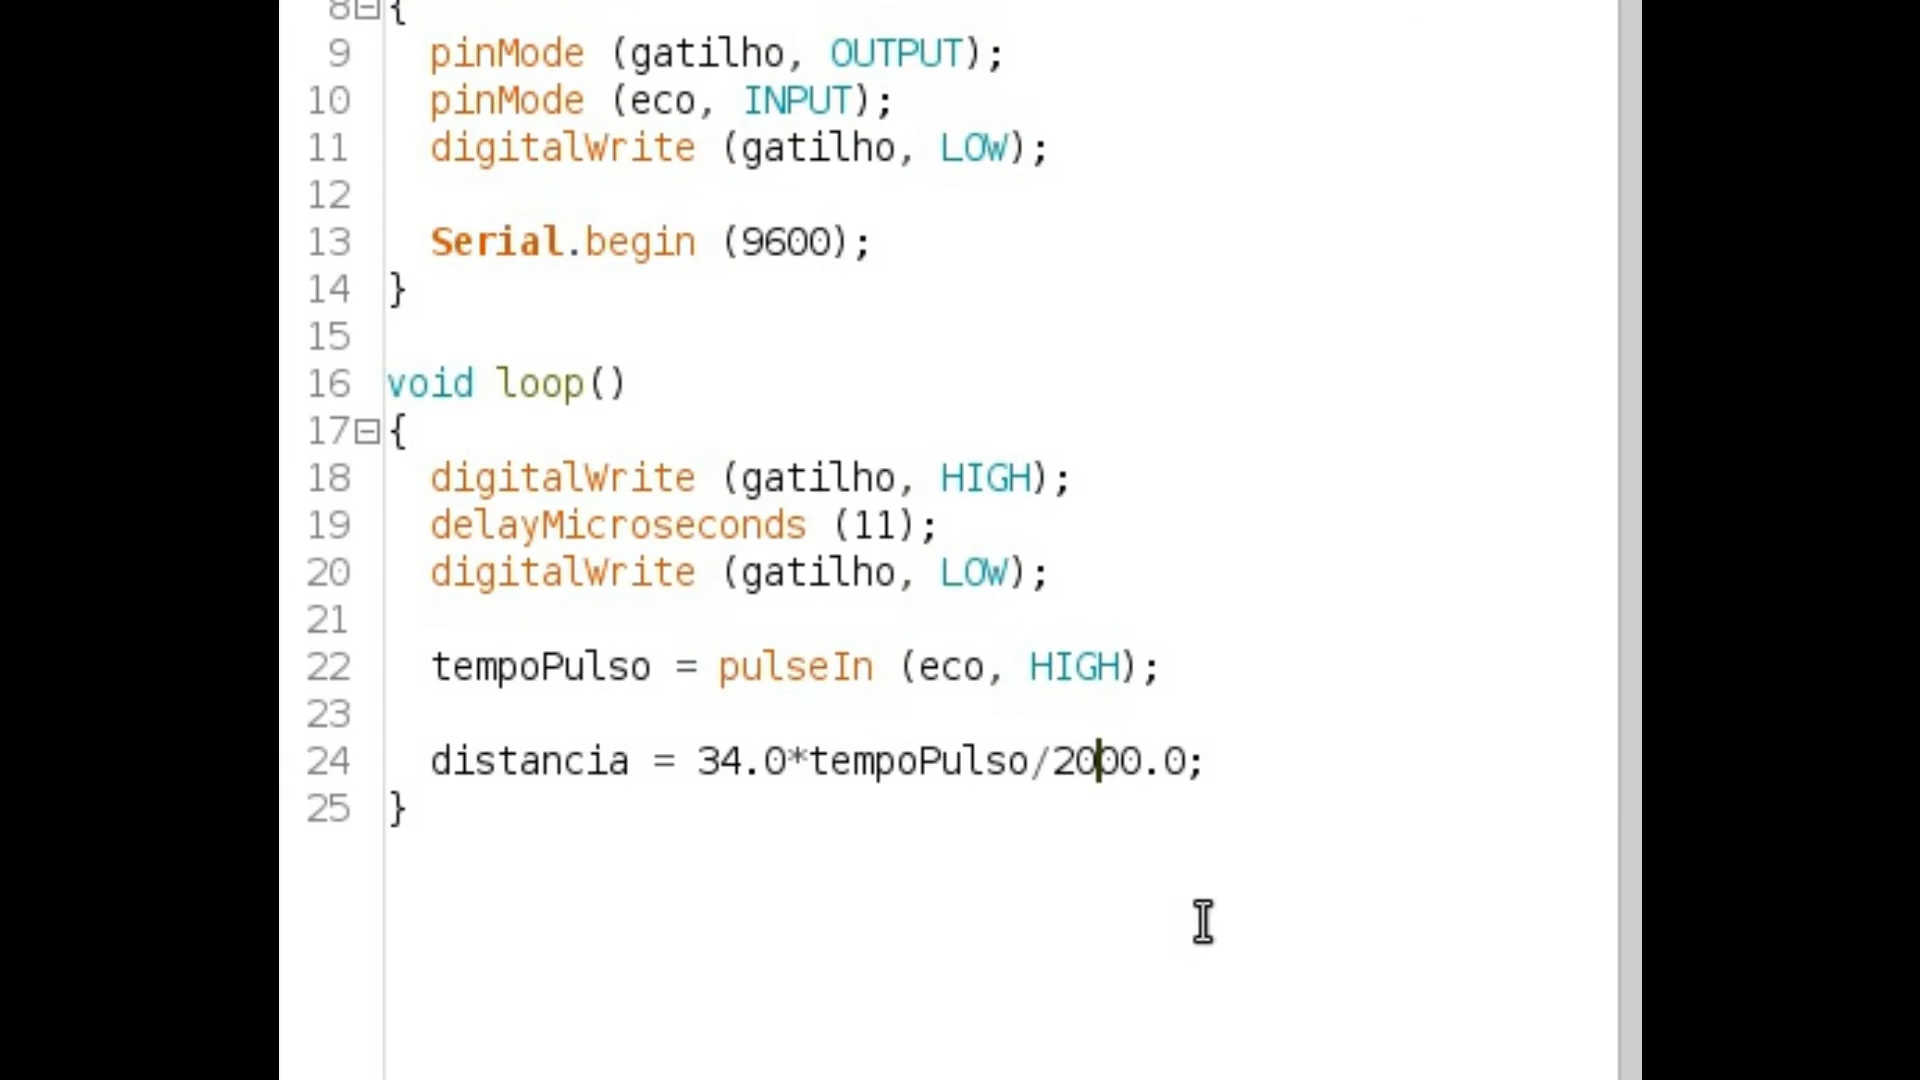 8 {
9 pinMode (gatilho, OUTPUT);
10 pinMode (eco, INPUT);
11 digitalWrite (gatilho, LOW);
12
13 Serial.begin (9600);
14 }
15
16 void loop()
17 {
18 digitalWrite (gatilho, HIGH);
19 delayMicroseconds (11);
20 digitalWrite (gatilho, LOW);
21
22 tempoPulso = pulseIn (eco, HIGH);
23
24 distancia = 34.0*tempoPulso/2000.0;
25 }